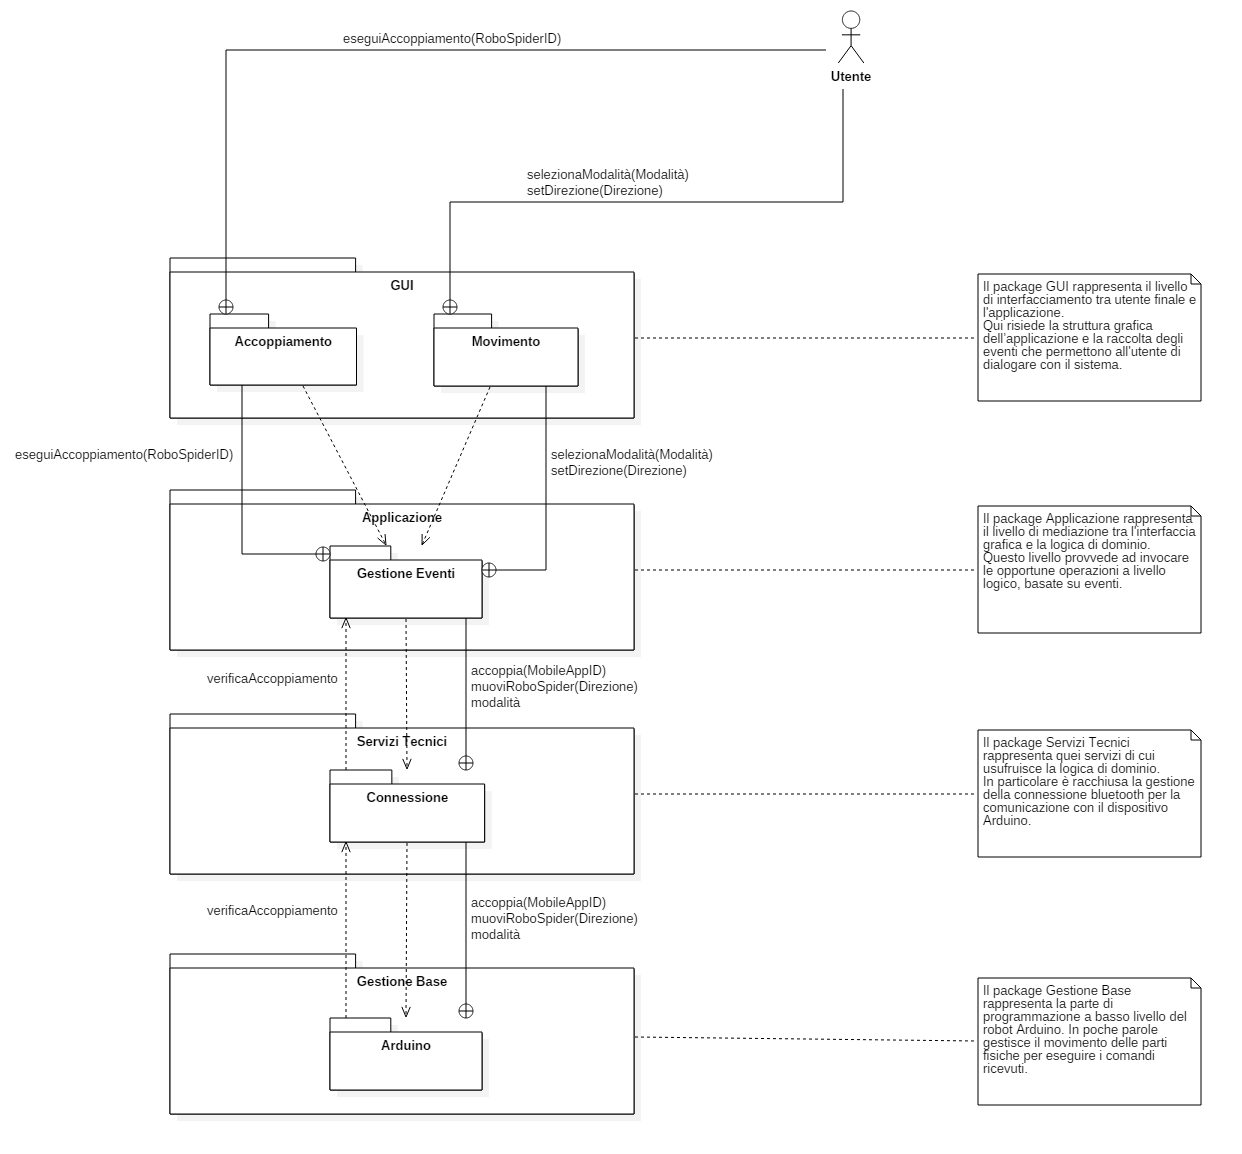 eseguiAccoppiamento(RoboSpiderID)
Utente
selezionaModalità(Modalità)
setDirezione(Direzione)
GUI
Accoppiamento
Movimento
Il package GUI rappresenta il livello
di interfacciamento tra utente finale e
l'applicazione.
Qui risiede la struttura grafica
dell'applicazione e la raccolta degli
eventi che permettono all'utente di
dialogare con il sistema.
eseguiAccoppiamento(RoboSpiderID)
selezionaModalità(Modalità)
setDirezione(Direzione)
Applicazione
Gestione Eventi
Il package Applicazione rappresenta
il livello di mediazione tra l'interfaccia
grafica e la logica di dominio.
Questo livello provvede ad invocare
le opportune operazioni a livello
logico, basate su eventi.
verificaAccoppiamento
accoppia(MobileAppID)
muoviRoboSpider(Direzione)
modalità
Servizi Tecnici
Connessione
Il package Servizi Tecnici
rappresenta quei servizi di cui
usufruisce la logica di dominio.
In particolare è racchiusa la gestione
della connessione bluetooth per la
comunicazione con il dispositivo
Arduino.
verificaAccoppiamento
accoppia(MobileAppID)
muoviRoboSpider(Direzione)
modalità
Gestione Base
Arduino
Il package Gestione Base
rappresenta la parte di
programmazione a basso livello del
robot Arduino. In poche parole
gestisce il movimento delle parti
fisiche per eseguire i comandi
ricevuti.